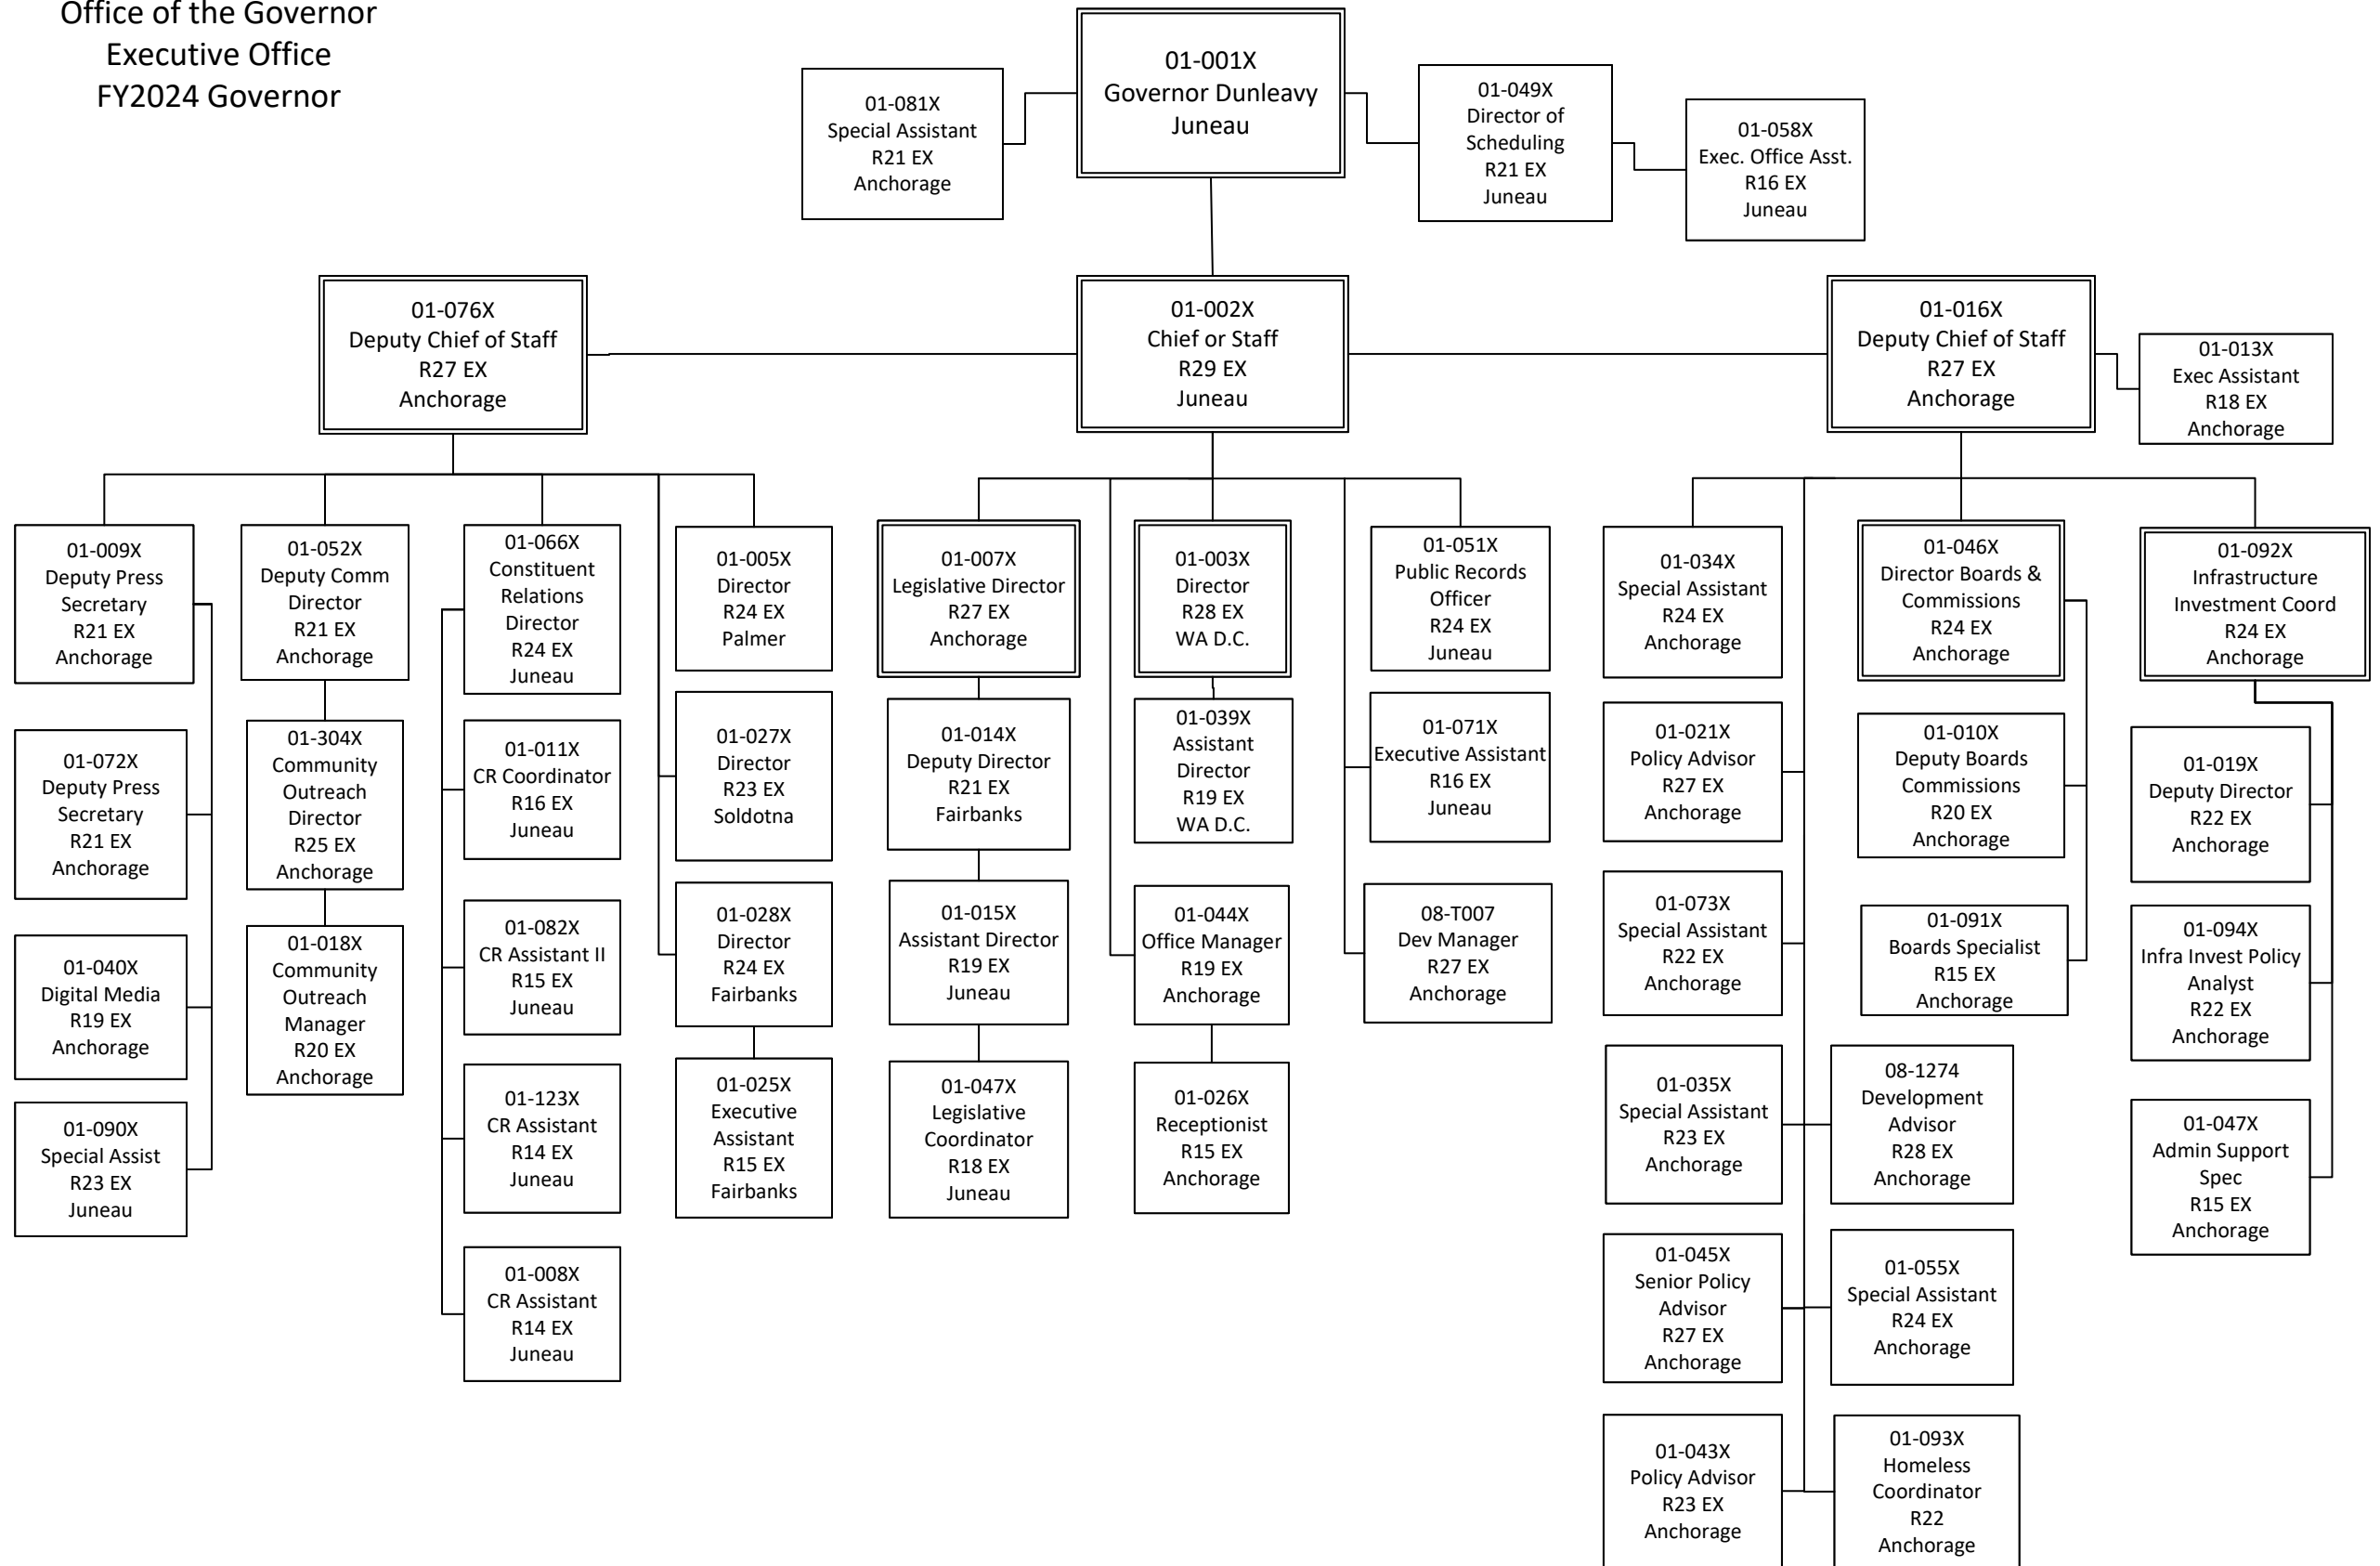 Office of the Governor
Executive Office
FY2024 Governor
01-001X
Governor Dunleavy
Juneau
01-081X
Special Assistant
R21 EX
Anchorage
01-049X
Director of
Scheduling
R21 EX
Juneau
01-058X
Exec. Office Asst.
R16 EX
Juneau
01-076X
Deputy Chief of Staff
R27 EX
Anchorage
01-002X
Chief or Staff
R29 EX
Juneau
01-016X
Deputy Chief of Staff
R27 EX
Anchorage
01-013X
Exec Assistant
R18 EX
Anchorage
01-009X
Deputy Press
Secretary
R21 EX
Anchorage
01-052X
Deputy Comm
Director
R21 EX
Anchorage
01-066X
Constituent
Relations
Director
R24 EX
Juneau
01-005X
Director
R24 EX
Palmer
01-007X
Legislative Director
R27 EX
Anchorage
01-003X
Director
R28 EX
WA D.C.
01-051X
Public Records
Officer
R24 EX
Juneau
01-034X
Special Assistant
R24 EX
Anchorage
01-046X
Director Boards &
Commissions
R24 EX
Anchorage
01-092X
Infrastructure
Investment Coord
R24 EX
Anchorage
01-072X
Deputy Press
Secretary
R21 EX
Anchorage
01-304X
Community
Outreach
Director
R25 EX
Anchorage
01-011X
CR Coordinator
R16 EX
Juneau
01-027X
Director
R23 EX
Soldotna
01-014X
Deputy Director
R21 EX
Fairbanks
01-039X
Assistant
Director
R19 EX
WA D.C.
01-071X
Executive Assistant
R16 EX
Juneau
01-021X
Policy Advisor
R27 EX
Anchorage
01-010X
Deputy Boards
Commissions
R20 EX
Anchorage
01-019X
Deputy Director
R22 EX
Anchorage
01-040X
Digital Media
R19 EX
Anchorage
01-018X
Community
Outreach
Manager
R20 EX
Anchorage
01-082X
CR Assistant II
R15 EX
Juneau
01-028X
Director
R24 EX
Fairbanks
01-015X
Assistant Director
R19 EX
Juneau
01-044X
Office Manager
R19 EX
Anchorage
08-T007
Dev Manager
R27 EX
Anchorage
01-073X
Special Assistant
R22 EX
Anchorage
01-091X
Boards Specialist
R15 EX
Anchorage
01-094X
Infra Invest Policy
Analyst
R22 EX
Anchorage
01-090X
Special Assist
R23 EX
Juneau
01-123X
CR Assistant
R14 EX
Juneau
01-025X
Executive
Assistant
R15 EX
Fairbanks
01-047X
Legislative
Coordinator
R18 EX
Juneau
01-026X
Receptionist
R15 EX
Anchorage
01-035X
Special Assistant
R23 EX
Anchorage
08-1274
Development
Advisor
R28 EX
Anchorage
01-047X
Admin Support
Spec
R15 EX
Anchorage
01-008X
CR Assistant
R14 EX
Juneau
01-045X
Senior Policy
Advisor
R27 EX
Anchorage
01-055X
Special Assistant
R24 EX
Anchorage
01-043X
Policy Advisor
R23 EX
Anchorage
01-093X
Homeless
Coordinator
R22
Anchorage